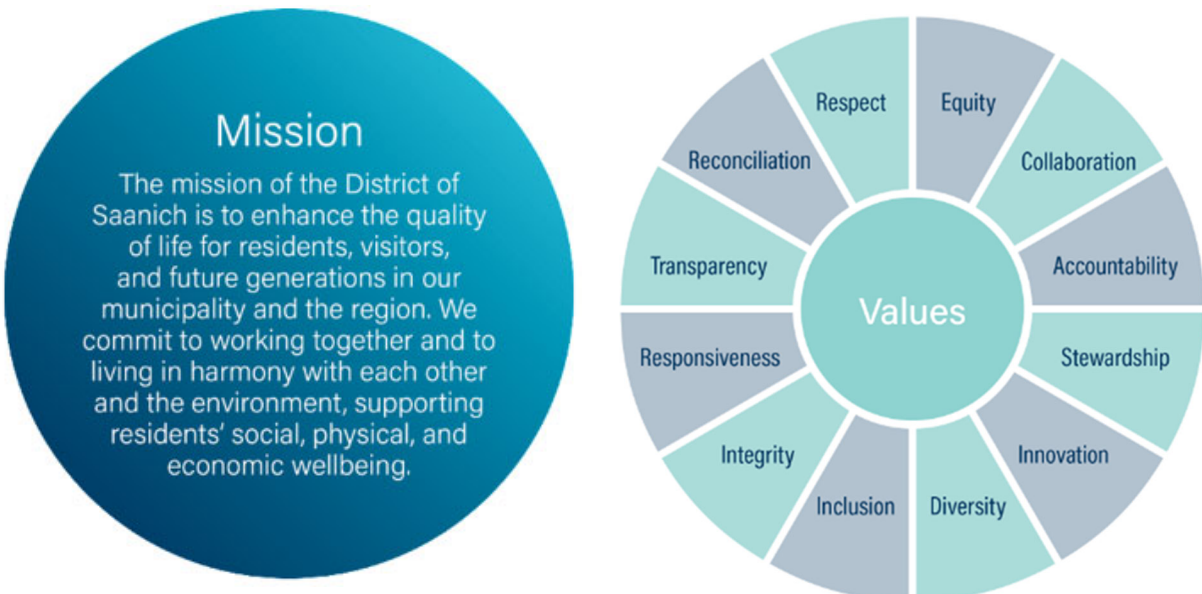 Mission
The mission of the District of
Saanich is to enhance the quality
of life for residents, visitors,
and future generations in our
municipality and the region. We
commit to working together and to
living in harmony with each other
and the environment, supporting
residents’ social, physical, and
economic wellbeing.
Values
Equity
Collaboration
Accountability
Stewardship
Innovation
Diversity
Inclusion
Integrity
Responsiveness
Transparency
Reconciliation
Respect